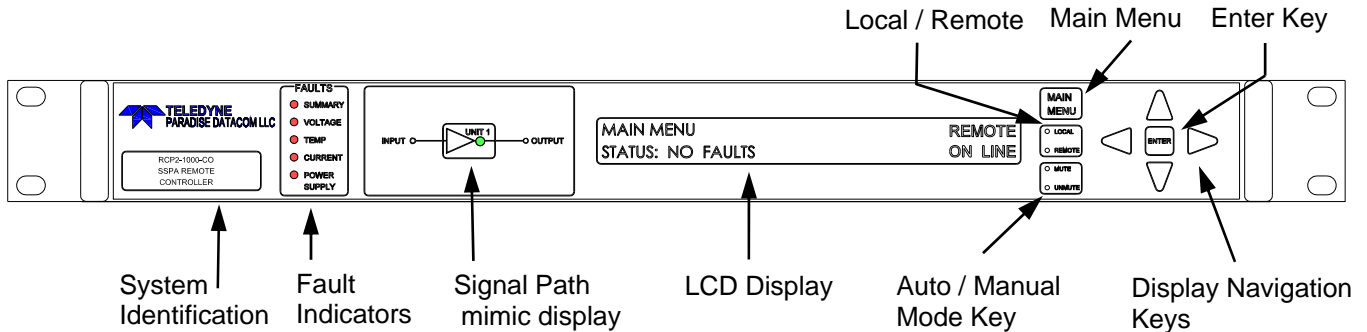 Local / Remote
Main Menu
Enter Key
TELEDYNE
PARADISE DATACOM LLC
RCP2-1000-CO
SSPA REMOTE
CONTROLLER
FAULTS
SUMMARY
VOLTAGE
TEMP
CURRENT
POWER
SUPPLY
INPUT
UNIT 1
OUTPUT
MAIN MENU REMOTE
STATUS: NO FAULTS ON LINE
MAIN
MENU
LOCAL
REMOTE
MUTE
UNMUTE
ENTER
System
Identification
Fault
Indicators
Signal Path
mimic display
LCD Display
Auto / Manual
Mode Key
Display Navigation
Keys